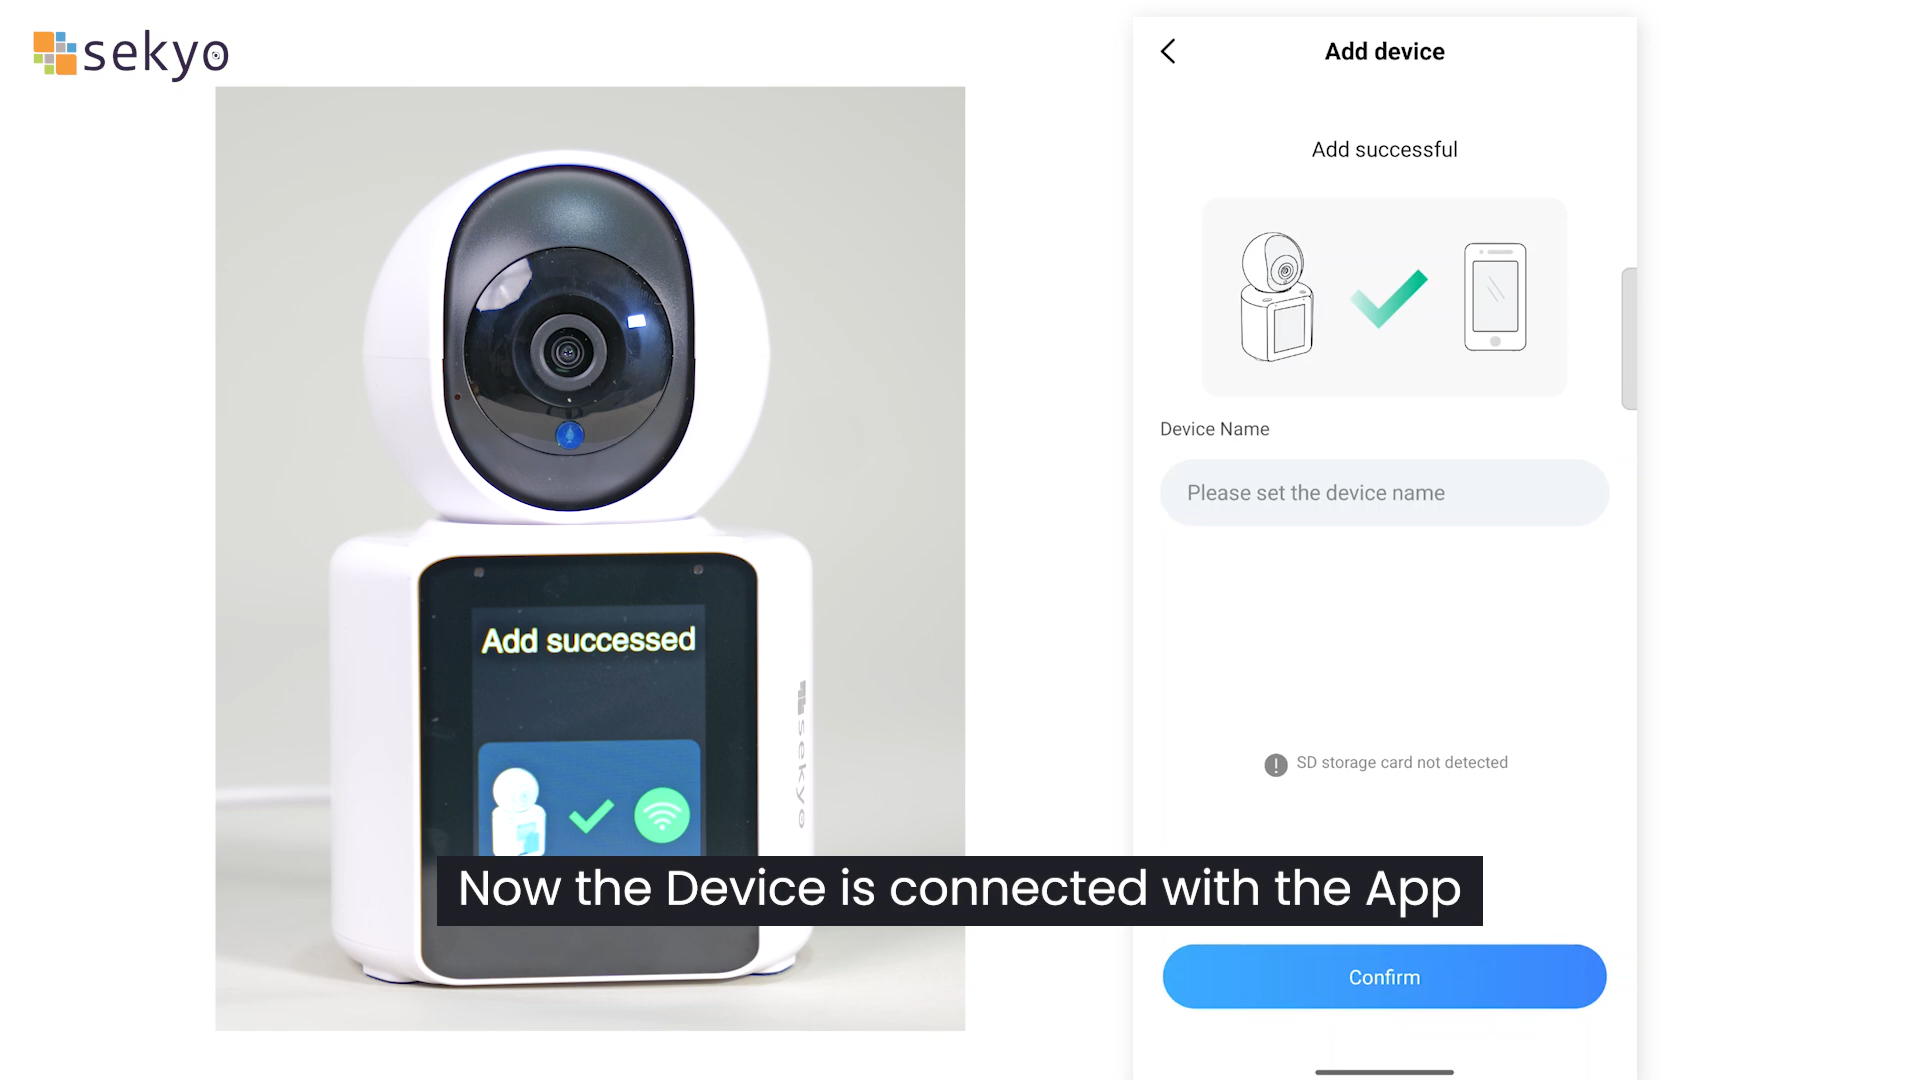 sekyo
Add device
Add successful
Device Name
Please set the device name
SD storage card not detected
Add successed
sekyo
Now the Device is connected with the App
Confirm